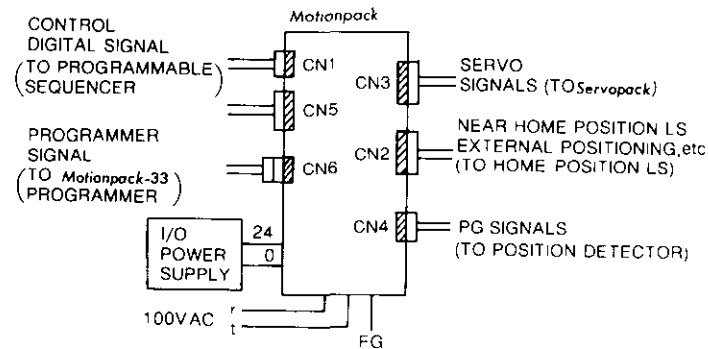 Motionpack
CONTROL
DIGITAL SIGNAL
(TO PROGRAMMABLE
SEQUENCER)
CN1
CN5
PROGRAMMER
SIGNAL
(TO Motionpack-33
PROGRAMMER)
CN6
I/O
POWER
SUPPLY
24
0
100VAC
r
t
FG
CN3
SERVO
SIGNALS (TO Servopack)
CN2
NEAR HOME POSITION LS
EXTERNAL POSITIONING,etc
(TO HOME POSITION LS)
CN4
PG SIGNALS
(TO POSITION DETECTOR)